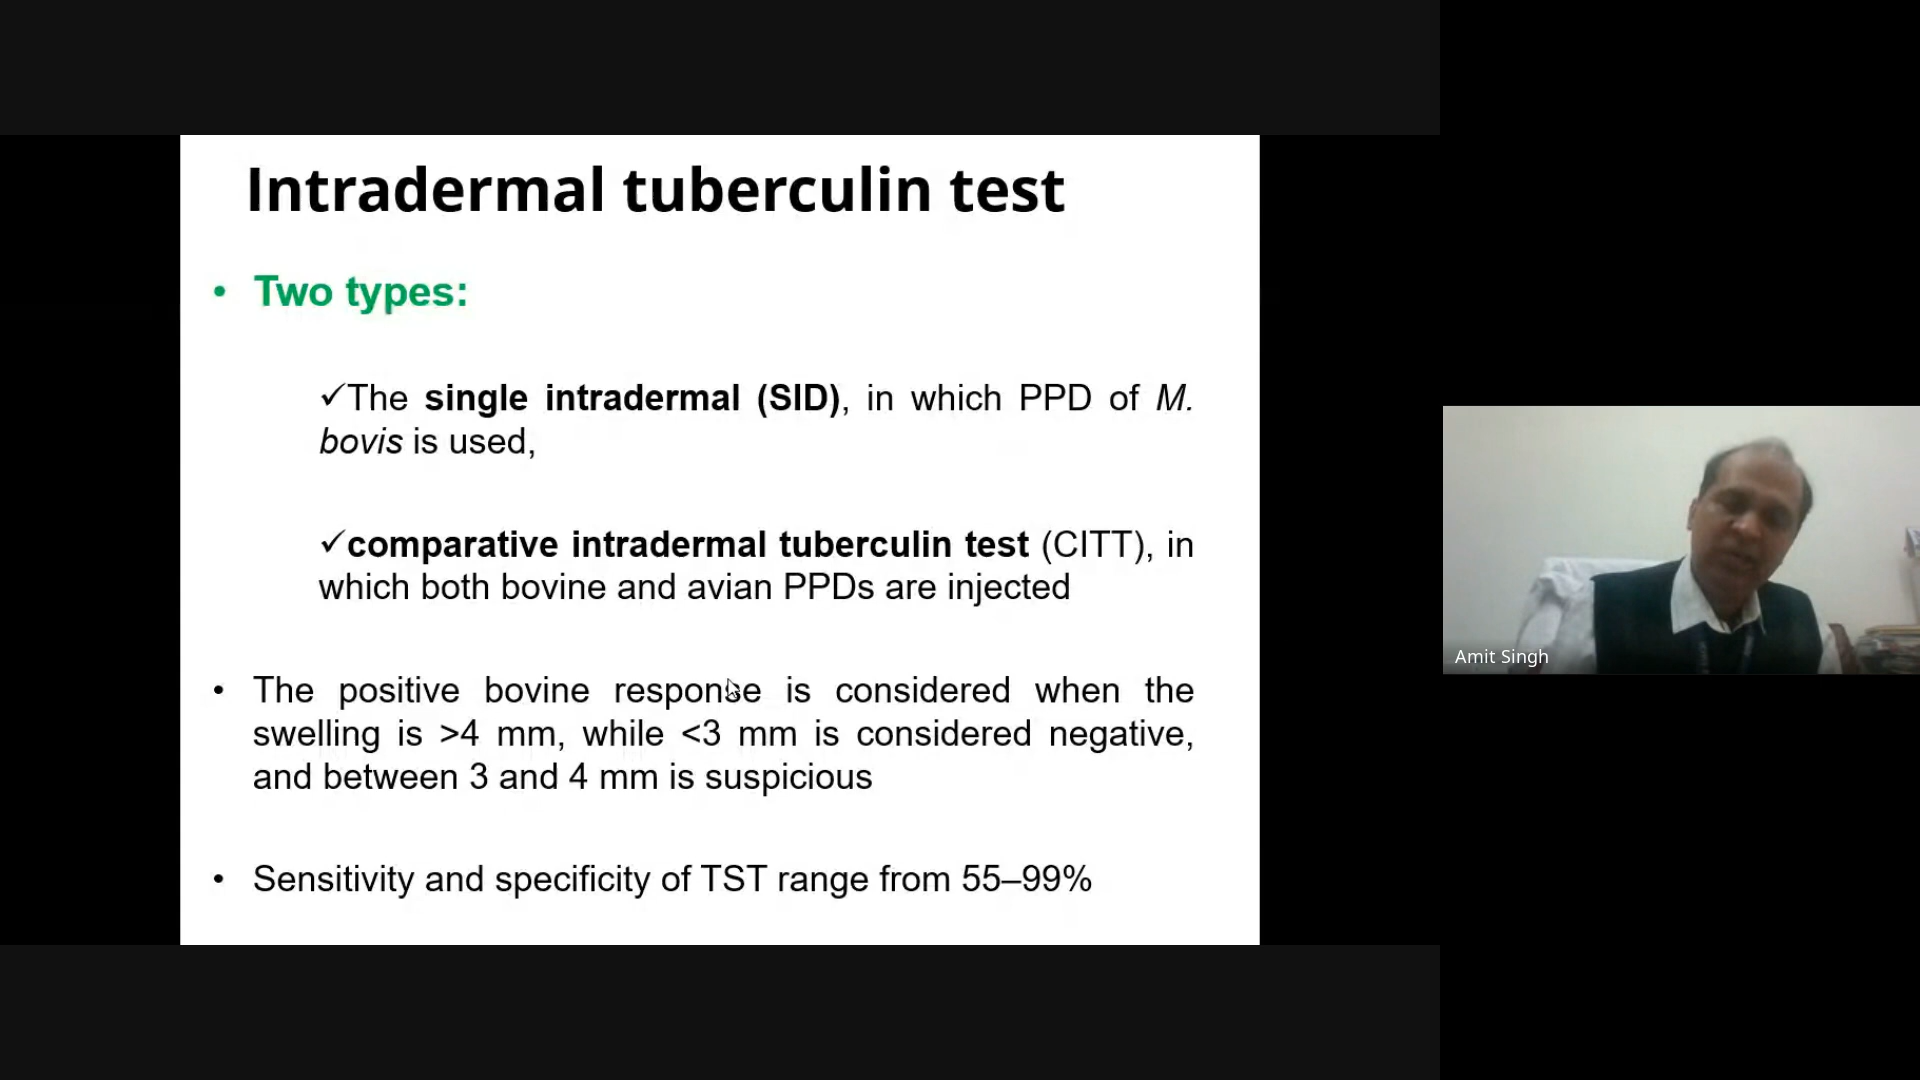 Intradermal tuberculin test
• Two types:
✓The single intradermal (SID), in which PPD of M.
bovis is used,
✓comparative intradermal tuberculin test (CITT), in
which both bovine and avian PPDs are injected
• The positive bovine response is considered when the
swelling is >4 mm, while <3 mm is considered negative,
and between 3 and 4 mm is suspicious
• Sensitivity and specificity of TST range from 55–99%
Amit Singh